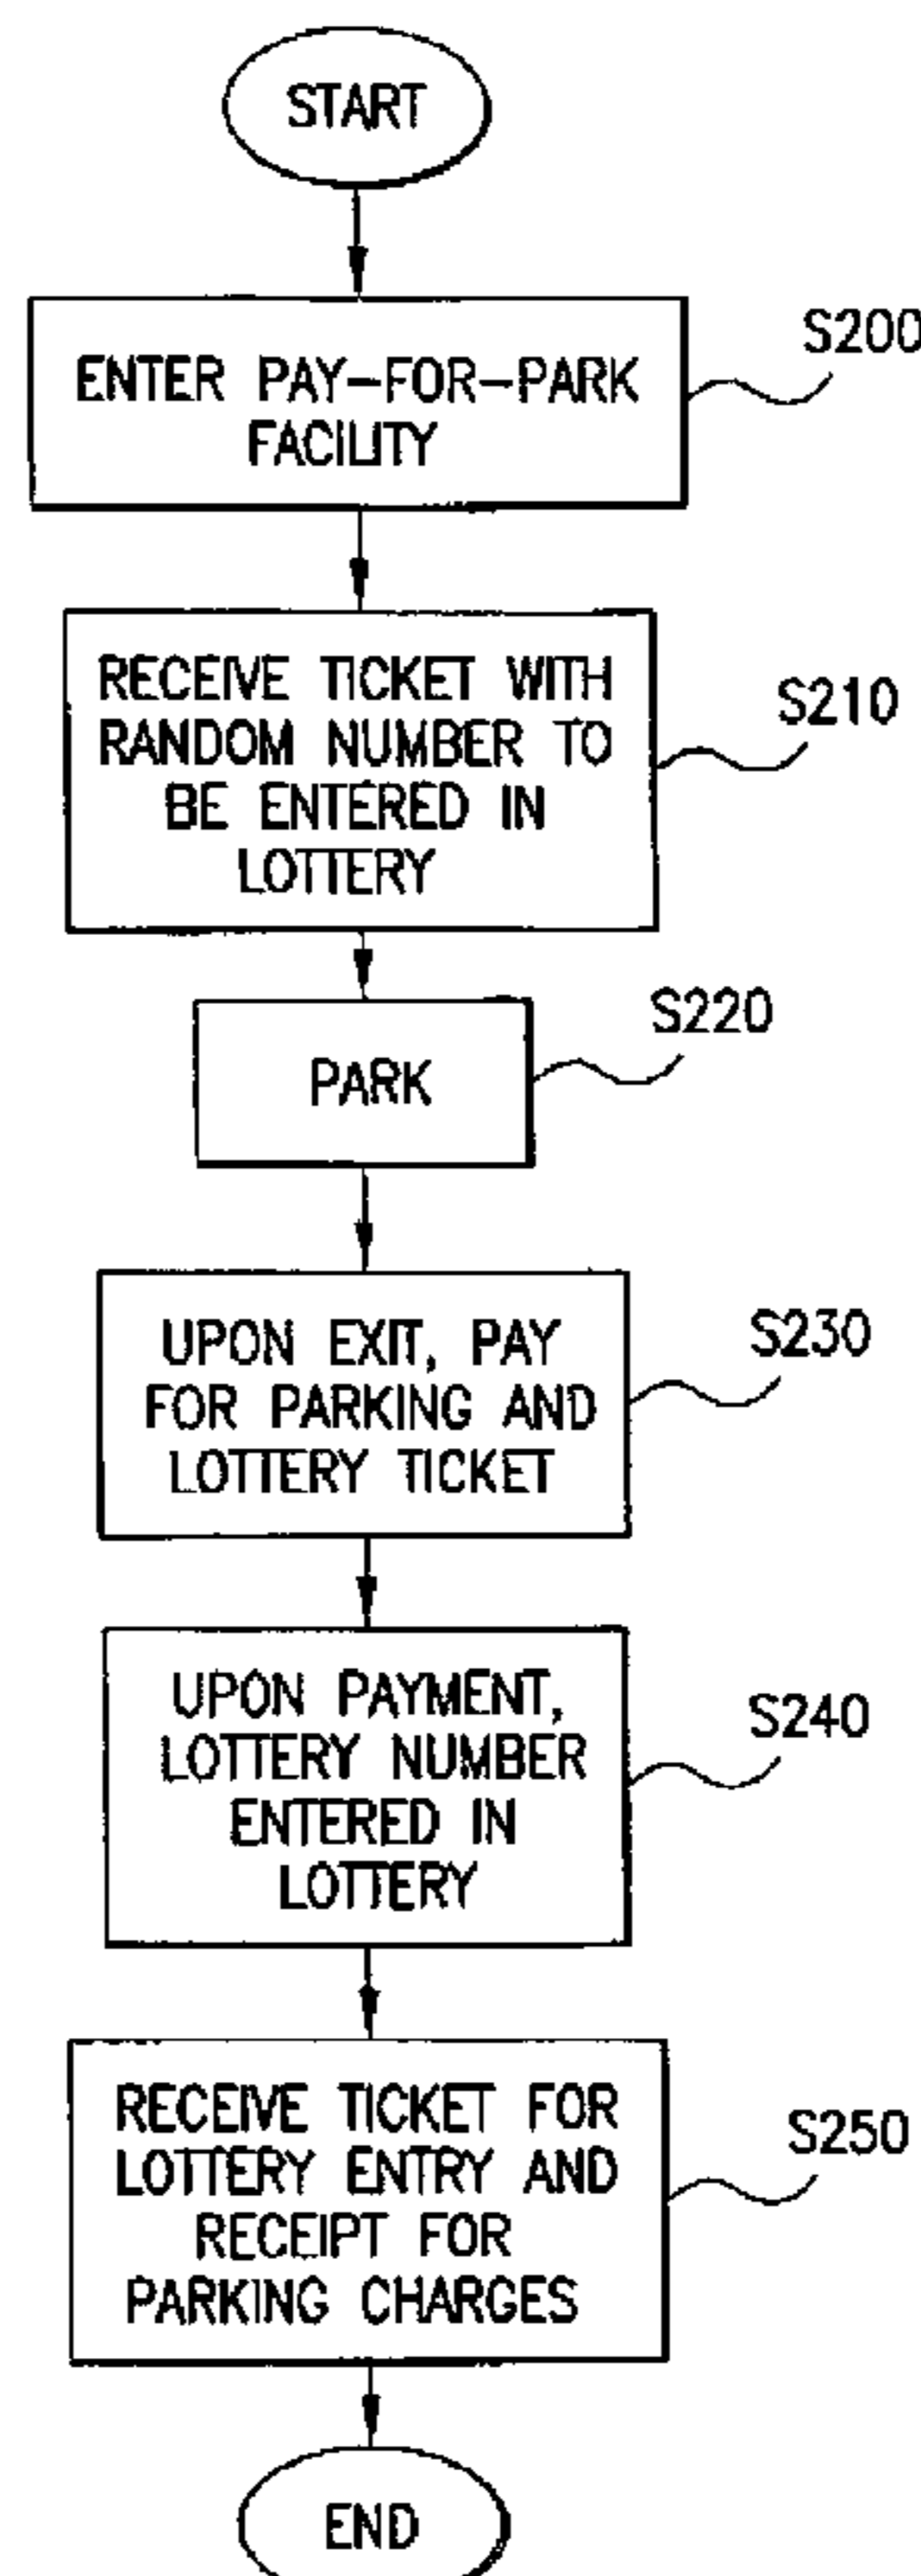 START
ENTER PAY-FOR-PARK
FACILITY
S200
RECEIVE TICKET WITH
RANDOM NUMBER TO
BE ENTERED IN
LOTTERY
S210
PARK
S220
UPON EXIT, PAY
FOR PARKING AND
LOTTERY TICKET
S230
UPON PAYMENT,
LOTTERY NUMBER
ENTERED IN
LOTTERY
S240
RECEIVE TICKET FOR
LOTTERY ENTRY AND
RECEIPT FOR
PARKING CHARGES
S250
END